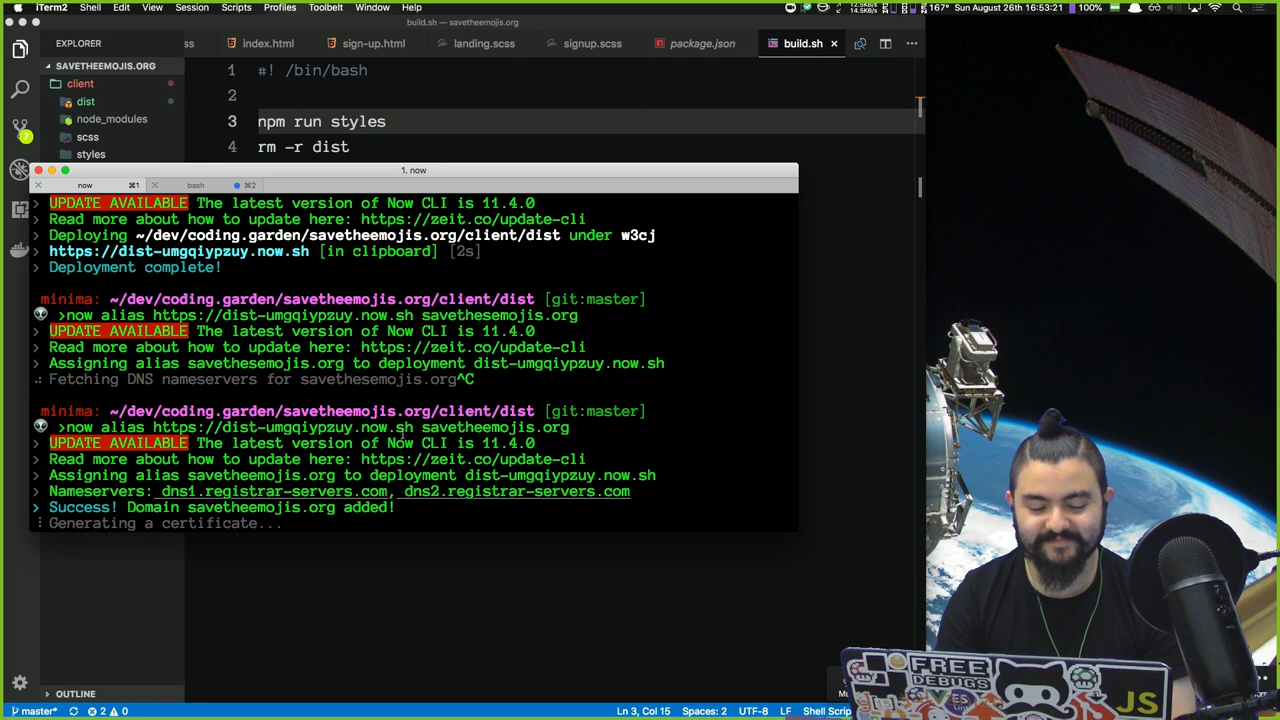 iTerm2 Shell Edit View Session Scripts Profiles Toolbelt Window Help
167° Sun August 26th 16:53:21 100%
build.sh — savetheemojis.org
EXPLORER
ss index.html sign-up.html landing.scss signup.scss package.json build.sh ×
SAVETHEEMOJIS.ORG
client
dist
node_modules
scss
styles
7
1 #! /bin/bash
2
3 npm run styles
4 rm -r dist
1. now
now ⌘1 bash ⌘2
> UPDATE AVAILABLE The latest version of Now CLI is 11.4.0
> Read more about how to update here: https://zeit.co/update-cli
> Deploying ~/dev/coding.garden/savetheemojis.org/client/dist under w3cj
> https://dist-umgqiypzuy.now.sh [in clipboard] [2s]
> Deployment complete!
minima: ~/dev/coding.garden/savetheemojis.org/client/dist [git:master]
👽 >now alias https://dist-umgqiypzuy.now.sh savethesemojis.org
> UPDATE AVAILABLE The latest version of Now CLI is 11.4.0
> Read more about how to update here: https://zeit.co/update-cli
> Assigning alias savethesemojis.org to deployment dist-umgqiypzuy.now.sh
Fetching DNS nameservers for savethesemojis.org^C
minima: ~/dev/coding.garden/savetheemojis.org/client/dist [git:master]
👽 >now alias https://dist-umgqiypzuy.now.sh savetheemojis.org
> UPDATE AVAILABLE The latest version of Now CLI is 11.4.0
> Read more about how to update here: https://zeit.co/update-cli
> Assigning alias savetheemojis.org to deployment dist-umgqiypzuy.now.sh
> Nameservers: dns1.registrar-servers.com, dns2.registrar-servers.com
> Success! Domain savetheemojis.org added!
Generating a certificate...
OUTLINE
master* 2 0
Ln 3, Col 15 Spaces: 2 UTF-8 LF Shell Scrip
FREE
DEBUGS
JS